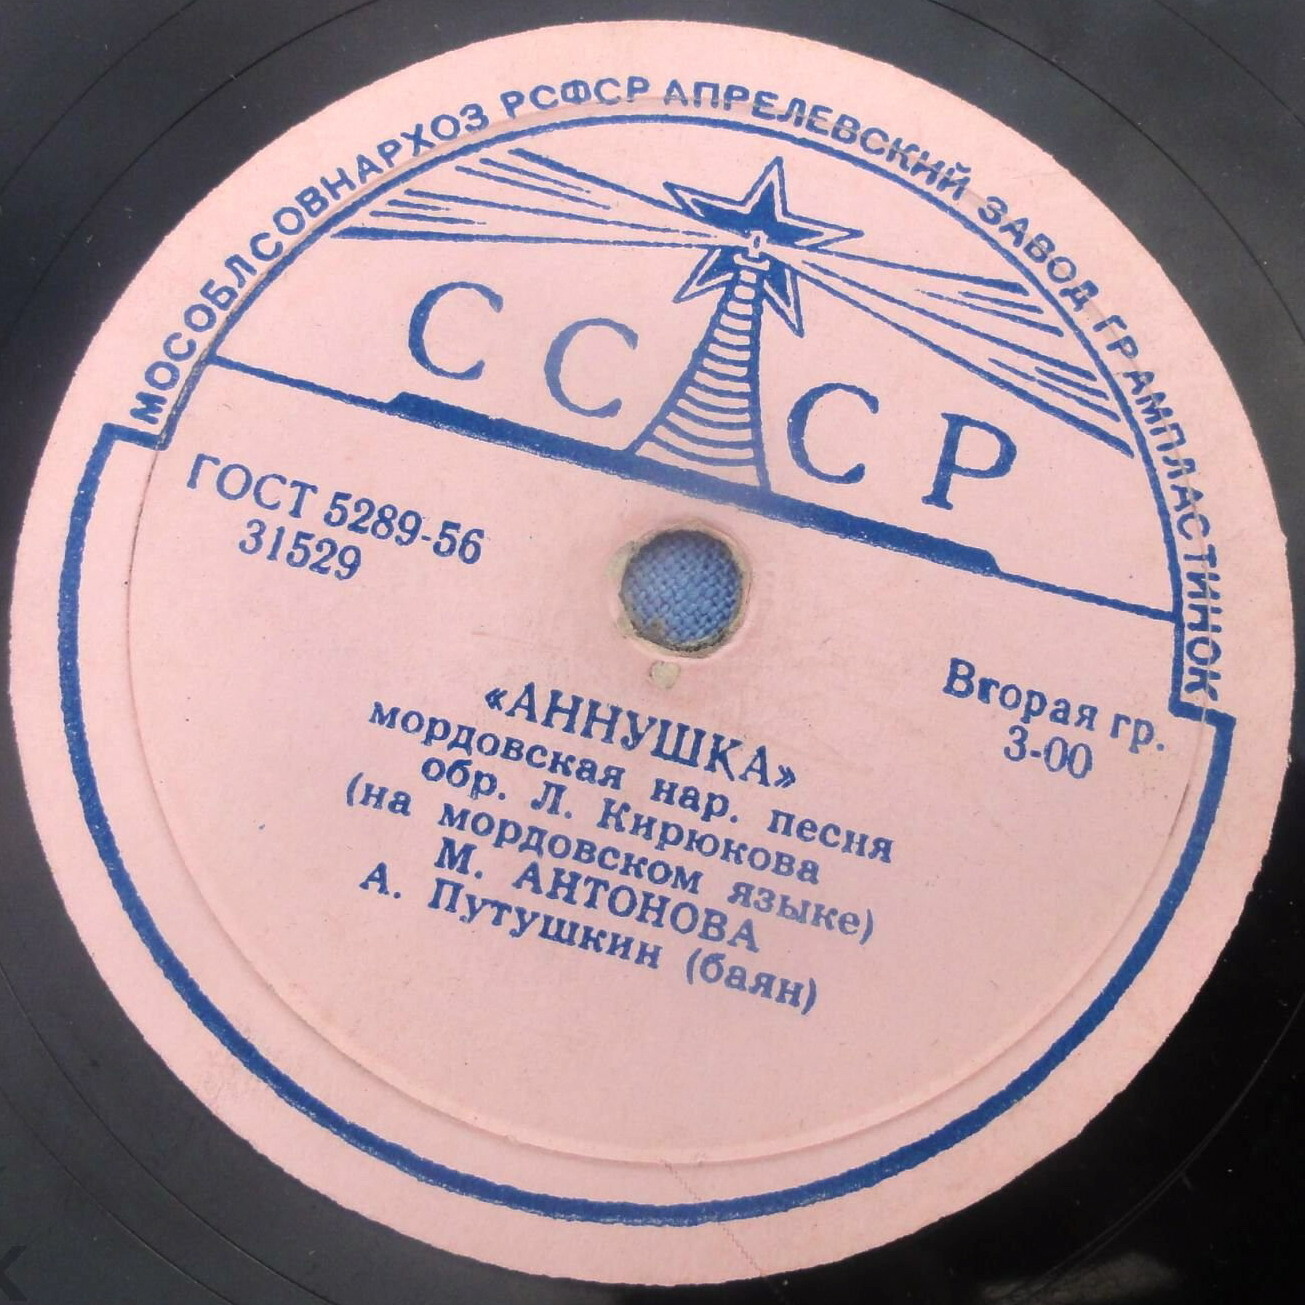 МОСОБЛСОВНАРХОЗ РСФСР АПРЕЛЕВСКИЙ ЗАВОД ГРАМПЛАСТИНОК
СССР
ГОСТ 5289-56
31529
Вторая гр.
3-00
«АННУШКА»
мордовская нар. песня
обр. Л. Кирюкова
(на мордовском языке)
М. АНТОНОВА
А. Путушкин (баян)